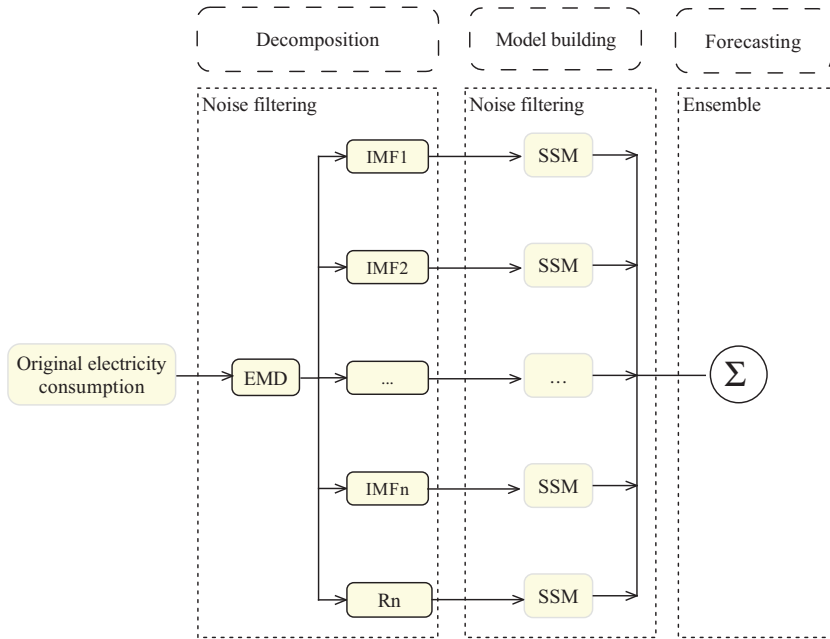 Decomposition
Model building
Forecasting
Noise filtering
Noise filtering
Ensemble
IMF1
SSM
IMF2
SSM
Original electricity
consumption
EMD
...
...
Σ
IMFn
SSM
Rn
SSM